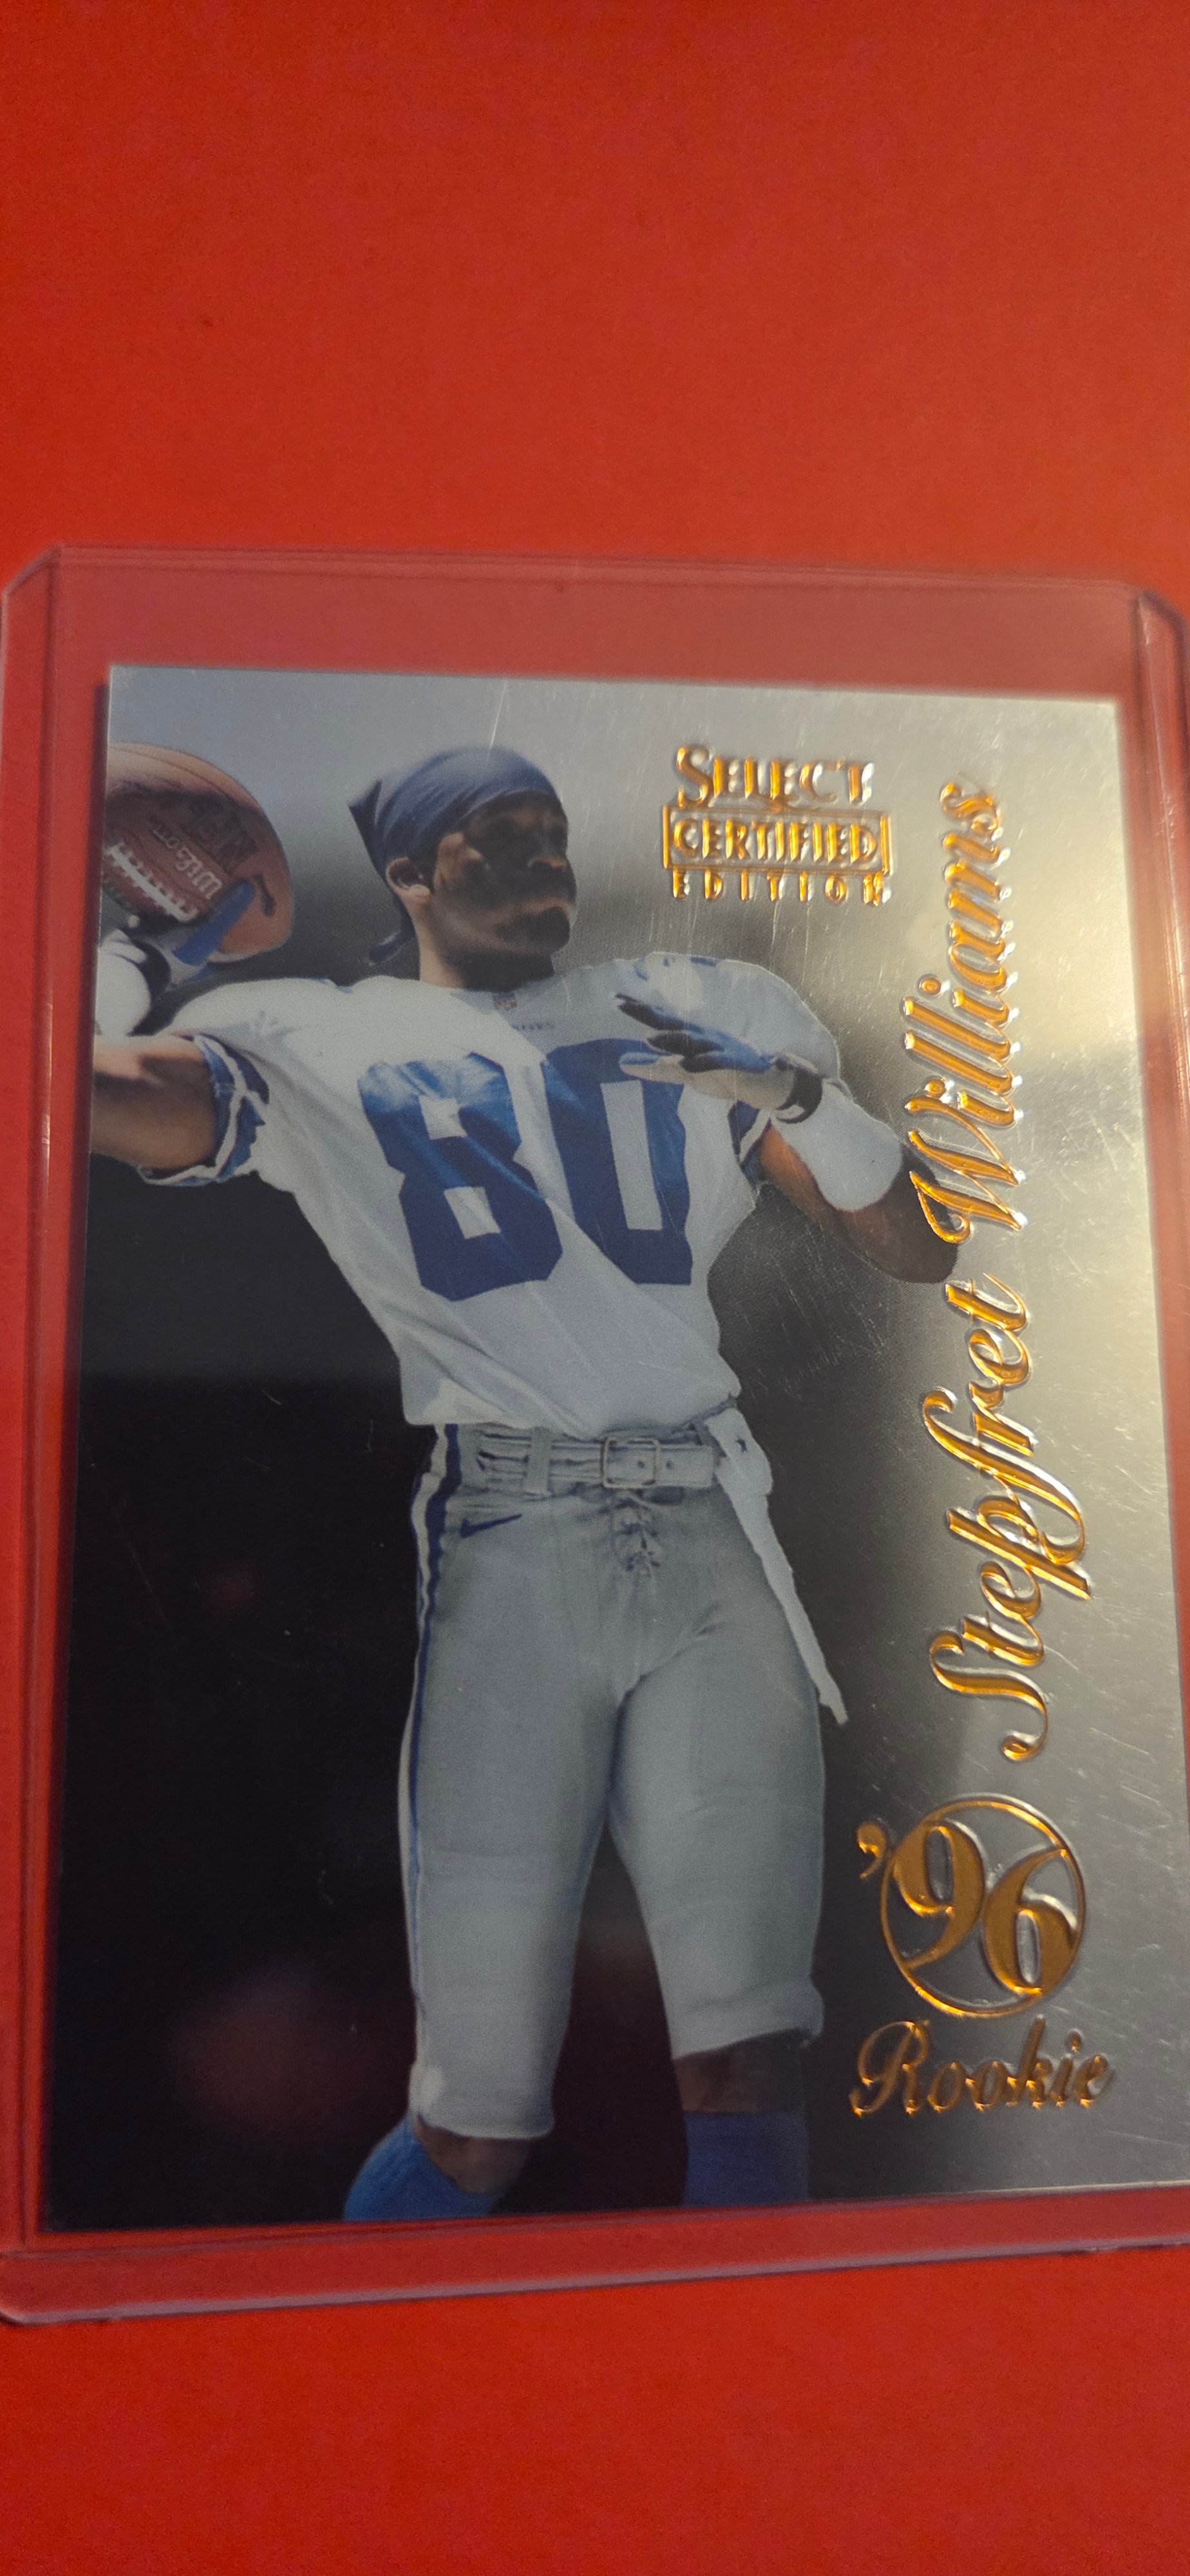 SELECT
CERTIFIED
EDITION
Stepfret Williams
80
'96
Rookie